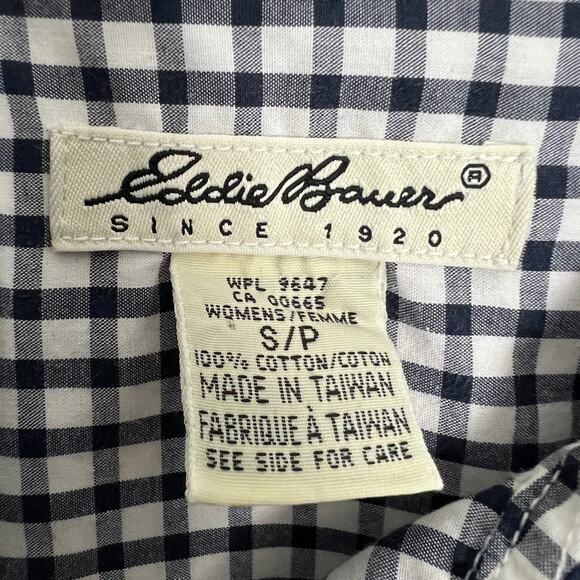 Eddie Bauer ®
SINCE 1920
WPL 9647
CA 00665
WOMENS/FEMME
S/P
100% COTTON/COTON
MADE IN TAIWAN
FABRIQUE À TAIWAN
SEE SIDE FOR CARE